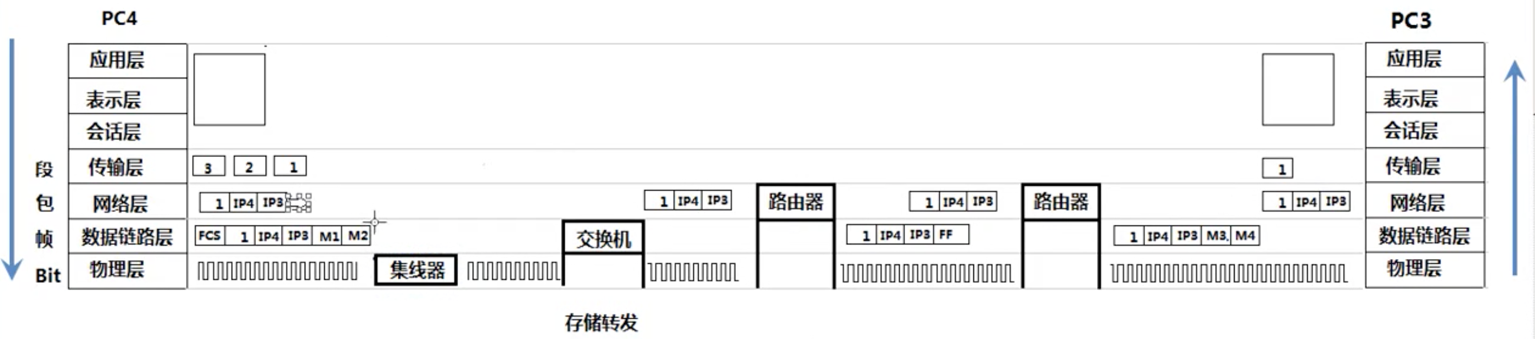 PC4 PC3
应用层 应用层
表示层 表示层
会话层 会话层
段 传输层 3 2 1 1 传输层
包 网络层 1 IP4 IP3 1 IP4 IP3 路由器 1 IP4 IP3 路由器 1 IP4 IP3 网络层
帧 数据链路层 FCS 1 IP4 IP3 M1 M2 交换机 1 IP4 IP3 FF 1 IP4 IP3 M3, M4 数据链路层
Bit 物理层 集线器 物理层
存储转发